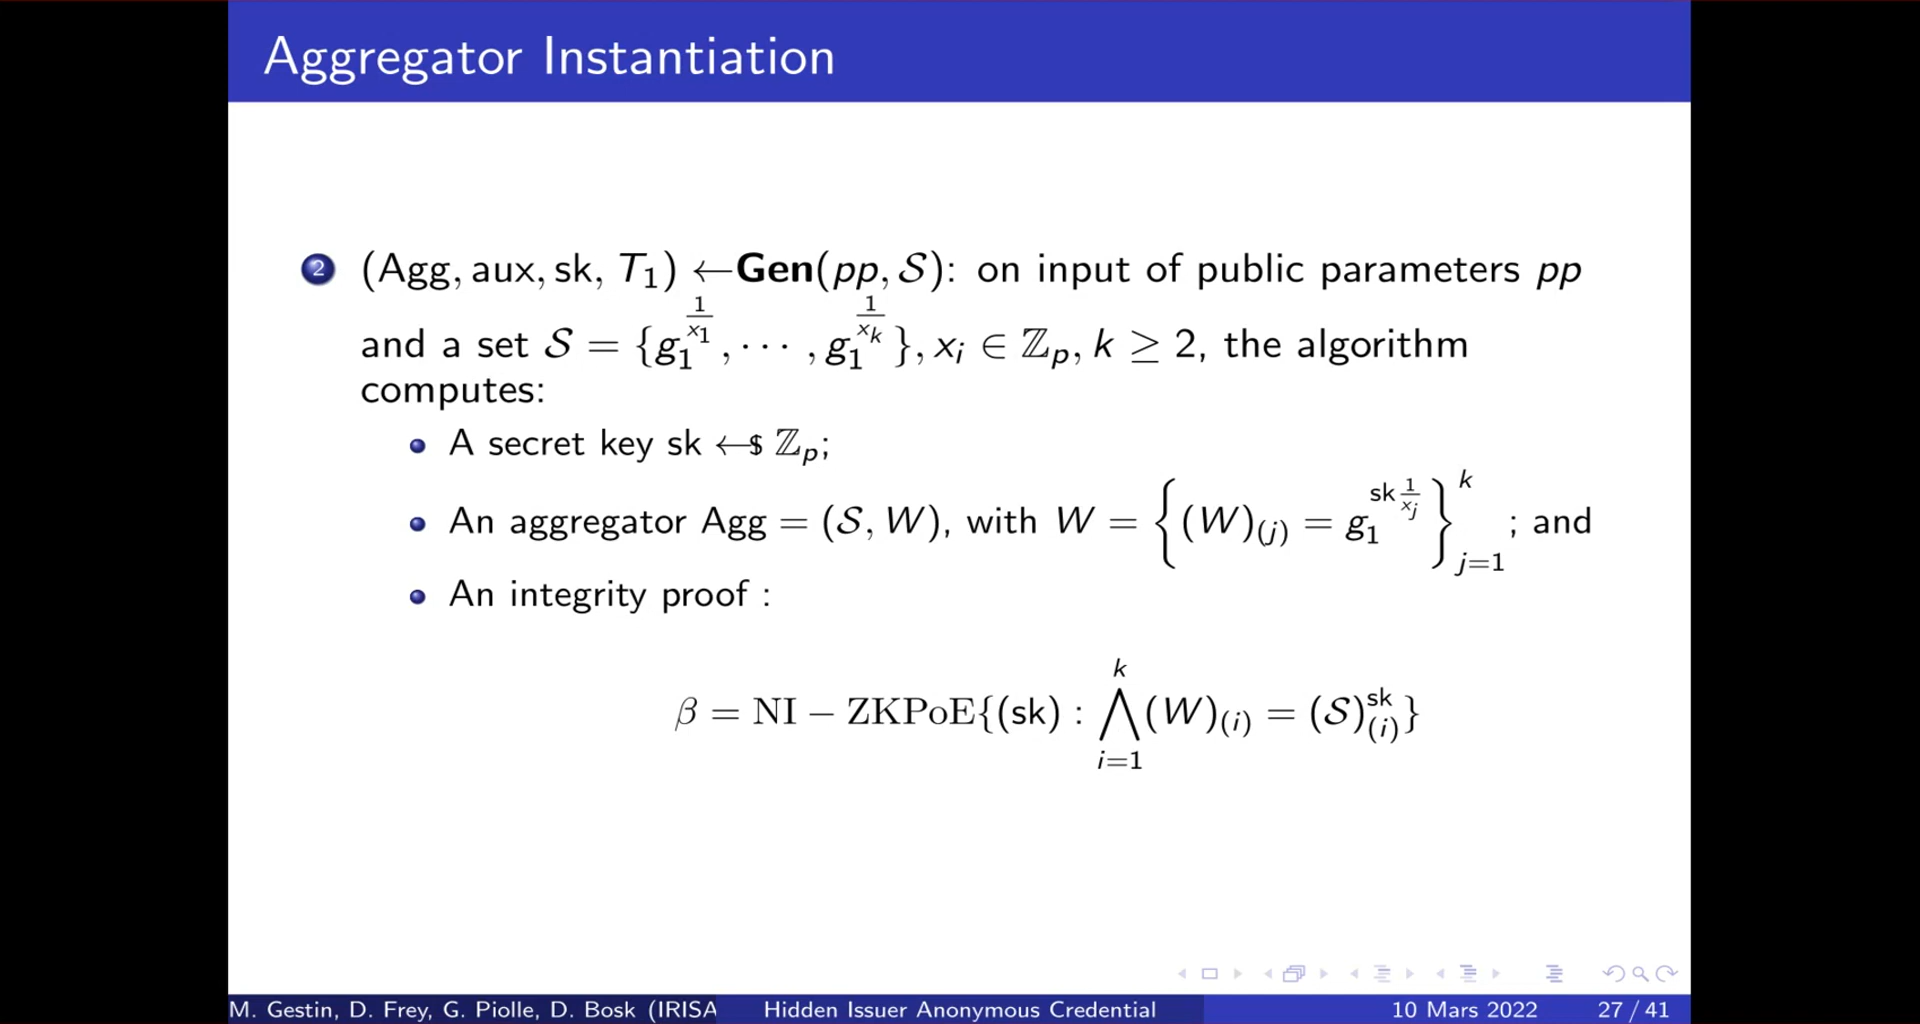 Aggregator Instantiation
2 (Agg, aux, sk, T₁) ←Gen(pp, 𝒮): on input of public parameters pp
and a set 𝒮 = {g₁^{1/x₁}, ⋯ , g₁^{1/x_k}}, x_i ∈ ℤ_p, k ≥ 2, the algorithm
computes:
• A secret key sk ←$ ℤ_p;
• An aggregator Agg = (𝒮, W), with W = {(W)_{(j)} = g₁^{sk 1/x_j}}_{j=1}^{k} ; and
• An integrity proof :
β = NI − ZKPoE{(sk) : ⋀_{i=1}^{k} (W)_{(i)} = (𝒮)_{(i)}^{sk}}
M. Gestin, D. Frey, G. Piolle, D. Bosk (IRISA Hidden Issuer Anonymous Credential 10 Mars 2022 27 / 41